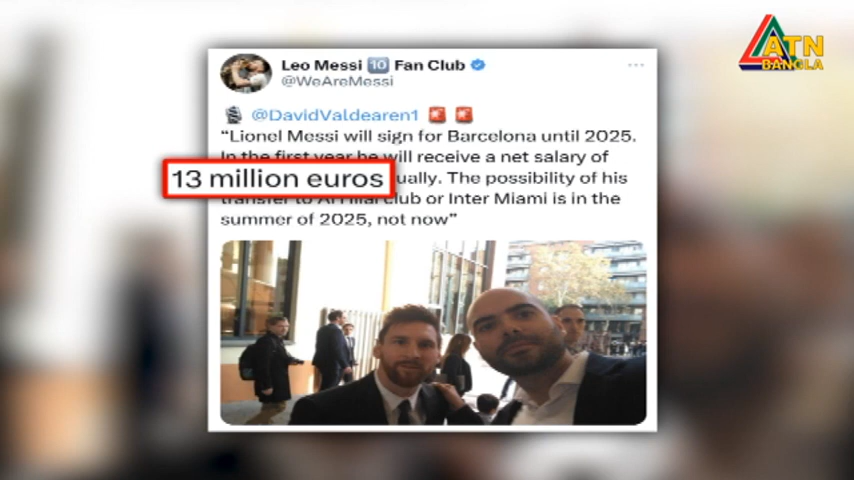 ATN
BANGLA
Leo Messi 10 Fan Club
@WeAreMessi
@DavidValdearen1
“Lionel Messi will sign for Barcelona until 2025.
In the first year he will receive a net salary of
13 million euros ually. The possibility of his
transfer to Al Hilal club or Inter Miami is in the
summer of 2025, not now”